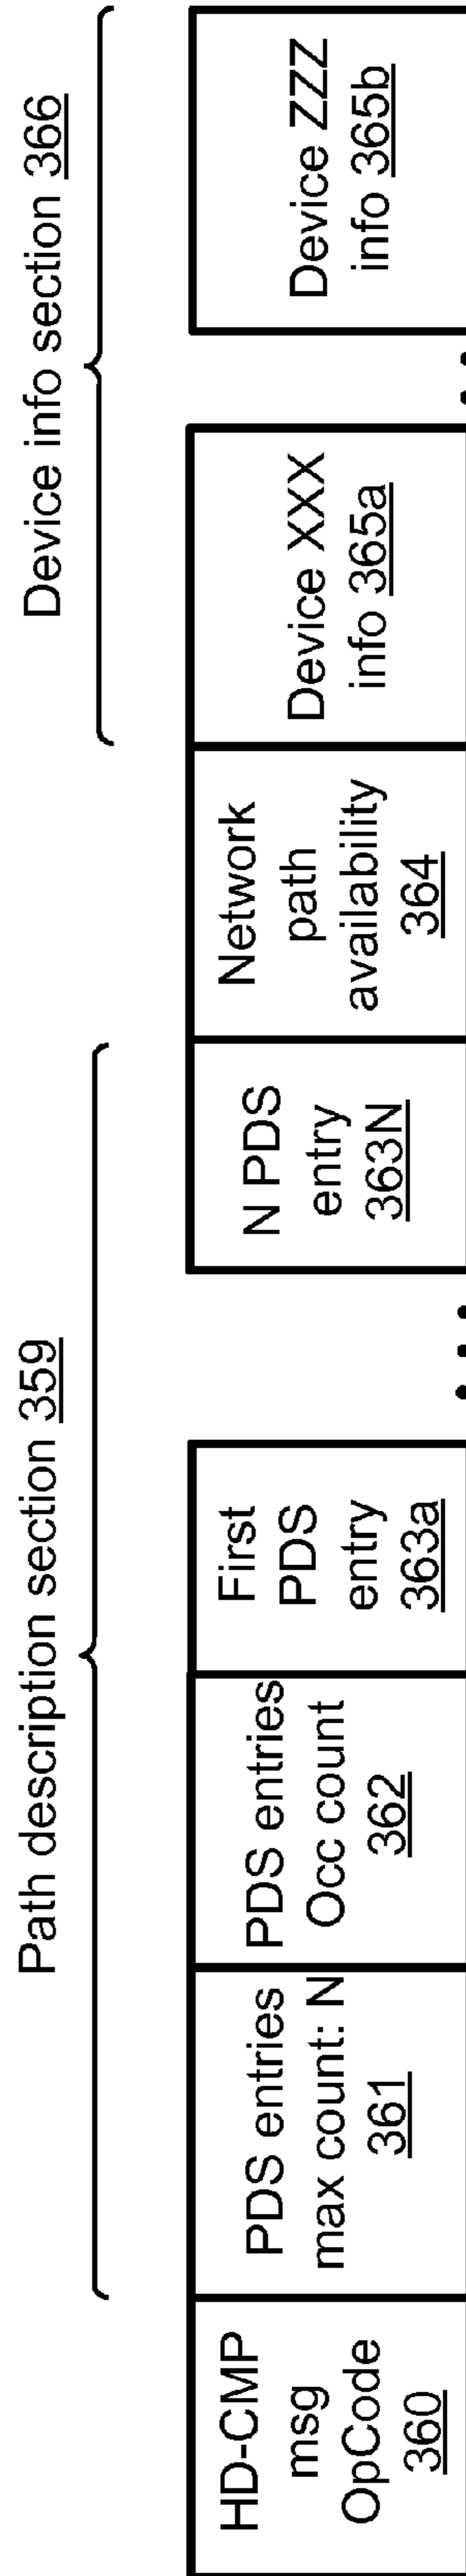 Path description section 359
Device info section 366
HD-CMP
msg
OpCode
360
PDS entries
max count: N
361
PDS entries
Occ count
362
First
PDS
entry
363a
N PDS
entry
363N
Network
path
availability
364
Device XXX
info 365a
Device ZZZ
info 365b